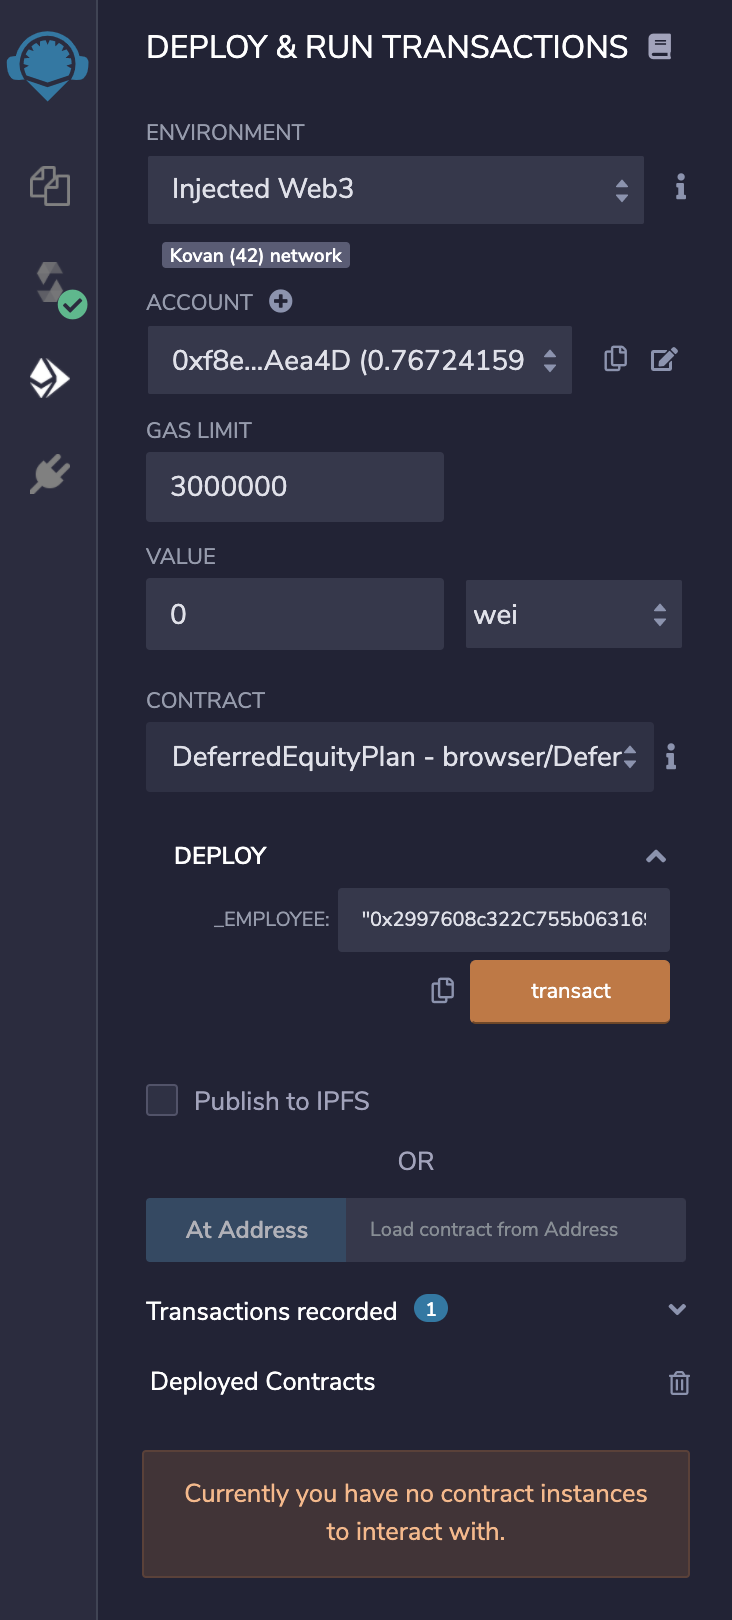 DEPLOY & RUN TRANSACTIONS
ENVIRONMENT
Injected Web3
Kovan (42) network
ACCOUNT
0xf8e...Aea4D (0.76724159
GAS LIMIT
3000000
VALUE
0 wei
CONTRACT
DeferredEquityPlan - browser/Defer
DEPLOY
_EMPLOYEE: "0x2997608c322C755b06316
transact
Publish to IPFS
OR
At Address Load contract from Address
Transactions recorded 1
Deployed Contracts
Currently you have no contract instances
to interact with.